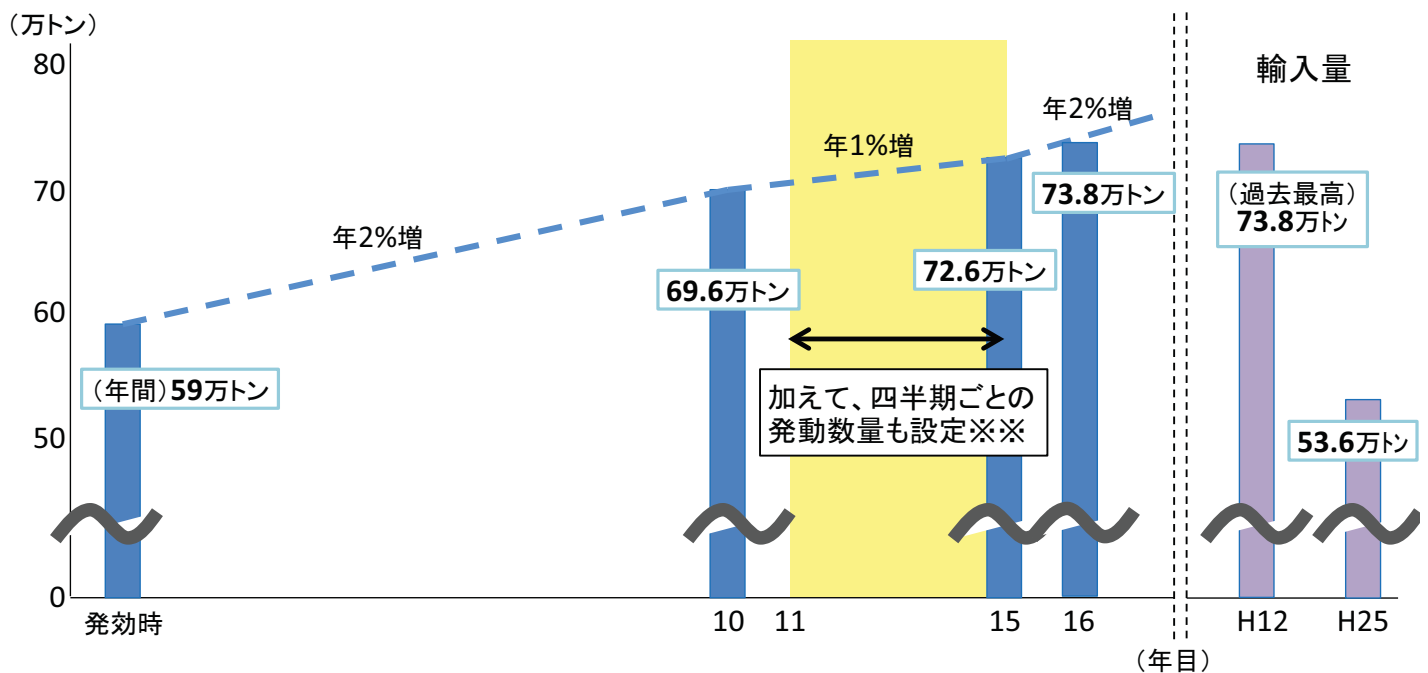 (万トン)
80
70
60
50
0
年2%増
年1%増
年2%増
(年間)59万トン
69.6万トン
72.6万トン
73.8万トン
加えて、四半期ごとの
発動数量も設定※※
発効時
10
11
15
16
(年目)
輸入量
(過去最高)
73.8万トン
53.6万トン
H12
H25